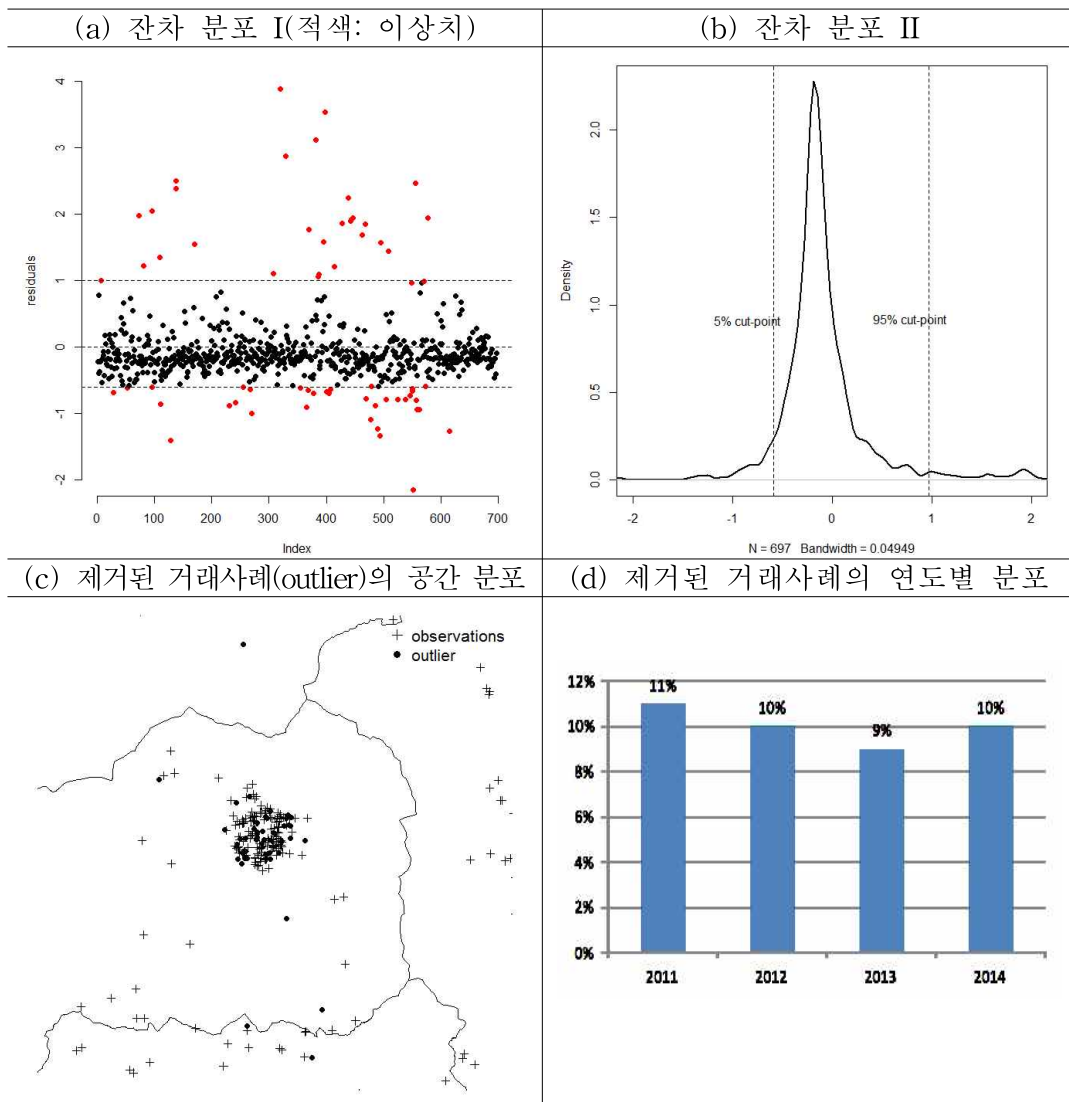 (a) 잔차 분포 I(적색: 이상치)
(b) 잔차 분포 II
4
3
2
1
0
-1
-2
residuals
0 100 200 300 400 500 600 700
Index
2.0
1.5
1.0
0.5
0.0
Density
5% cut-point
95% cut-point
-2 -1 0 1 2
N = 697 Bandwidth = 0.04949
(c) 제거된 거래사례(outlier)의 공간 분포
(d) 제거된 거래사례의 연도별 분포
+ observations
● outlier
12%
10%
8%
6%
4%
2%
0%
11%
10%
9%
10%
2011 2012 2013 2014